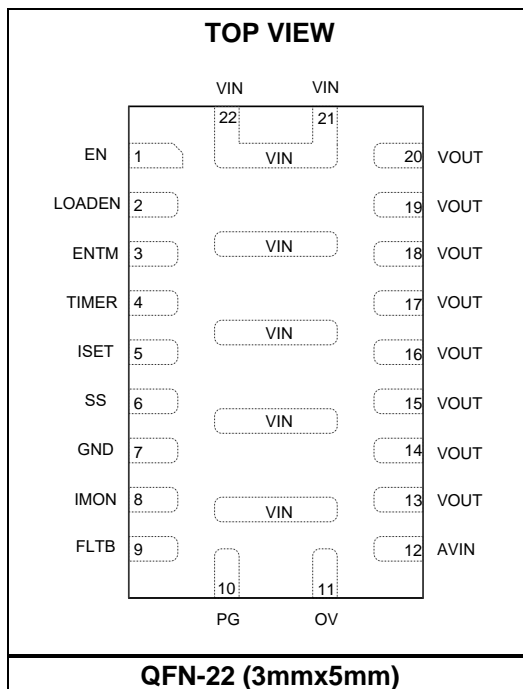 TOP VIEW
VIN VIN
22 21
VIN
EN 1 20 VOUT
LOADEN 2 19 VOUT
ENTM 3 VIN 18 VOUT
TIMER 4 17 VOUT
VIN
ISET 5 16 VOUT
SS 6 15 VOUT
VIN
GND 7 14 VOUT
IMON 8 13 VOUT
VIN
FLTB 9 12 AVIN
10 11
PG OV
QFN-22 (3mmx5mm)